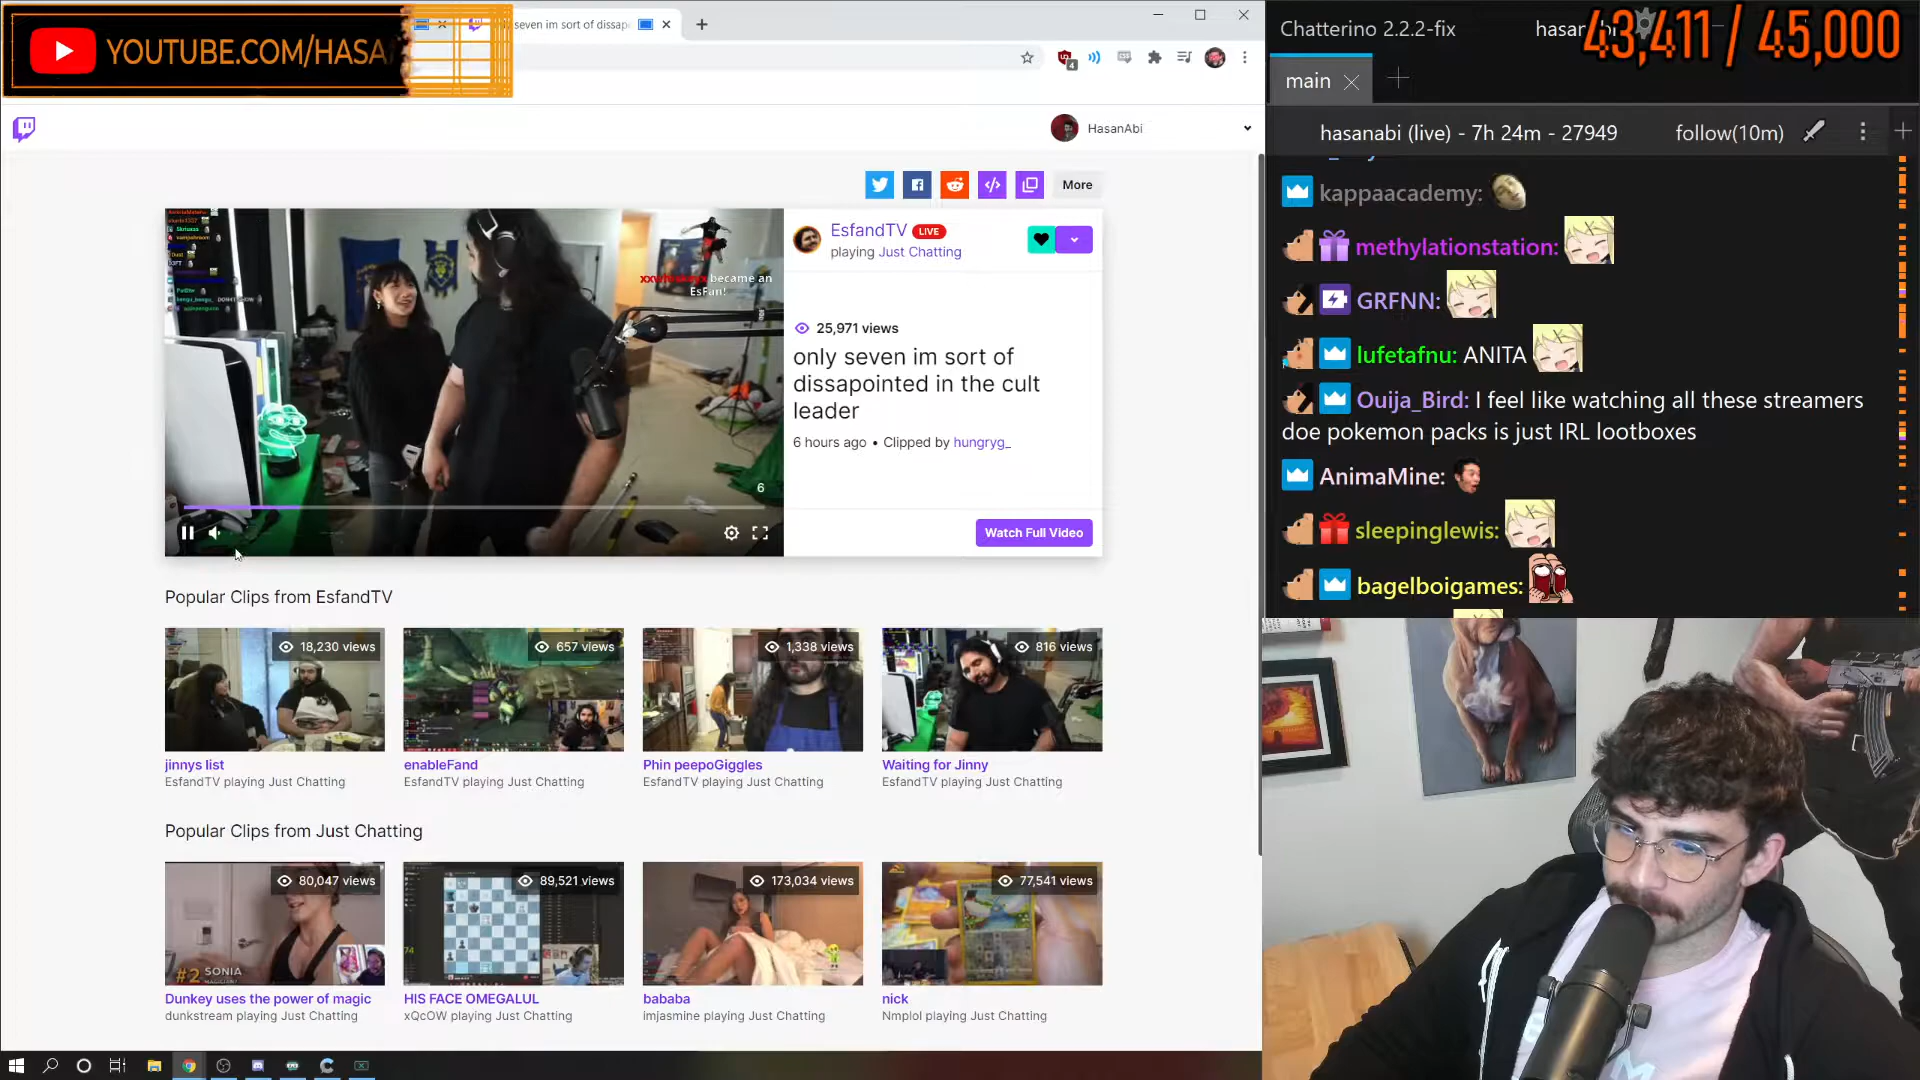 YOUTUBE.COM/HASA
seven im sort of dissap
43,411 / 45,000
Chatterino 2.2.2-fix
main
hasanabi (live) - 7h 24m - 27949
follow(10m)
HasanAbi
More
EsfandTV LIVE
playing Just Chatting
became an
EsFan!
25,971 views
only seven im sort of
dissapointed in the cult
leader
6 hours ago • Clipped by hungryg_
6
Watch Full Video
Popular Clips from EsfandTV
18,230 views
657 views
1,338 views
816 views
jinnys list
EsfandTV playing Just Chatting
enableFand
EsfandTV playing Just Chatting
Phin peepoGiggles
EsfandTV playing Just Chatting
Waiting for Jinny
EsfandTV playing Just Chatting
Popular Clips from Just Chatting
80,047 views
89,521 views
173,034 views
77,541 views
#2 SONIA
74
Dunkey uses the power of magic
dunkstream playing Just Chatting
HIS FACE OMEGALUL
xQcOW playing Just Chatting
bababa
imjasmine playing Just Chatting
nick
Nmplol playing Just Chatting
kappaacademy:
methylationstation:
GRFNN:
lufetafnu: ANITA
Ouija_Bird: I feel like watching all these streamers
doe pokemon packs is just IRL lootboxes
AnimaMine:
sleepinglewis:
bagelboigames: